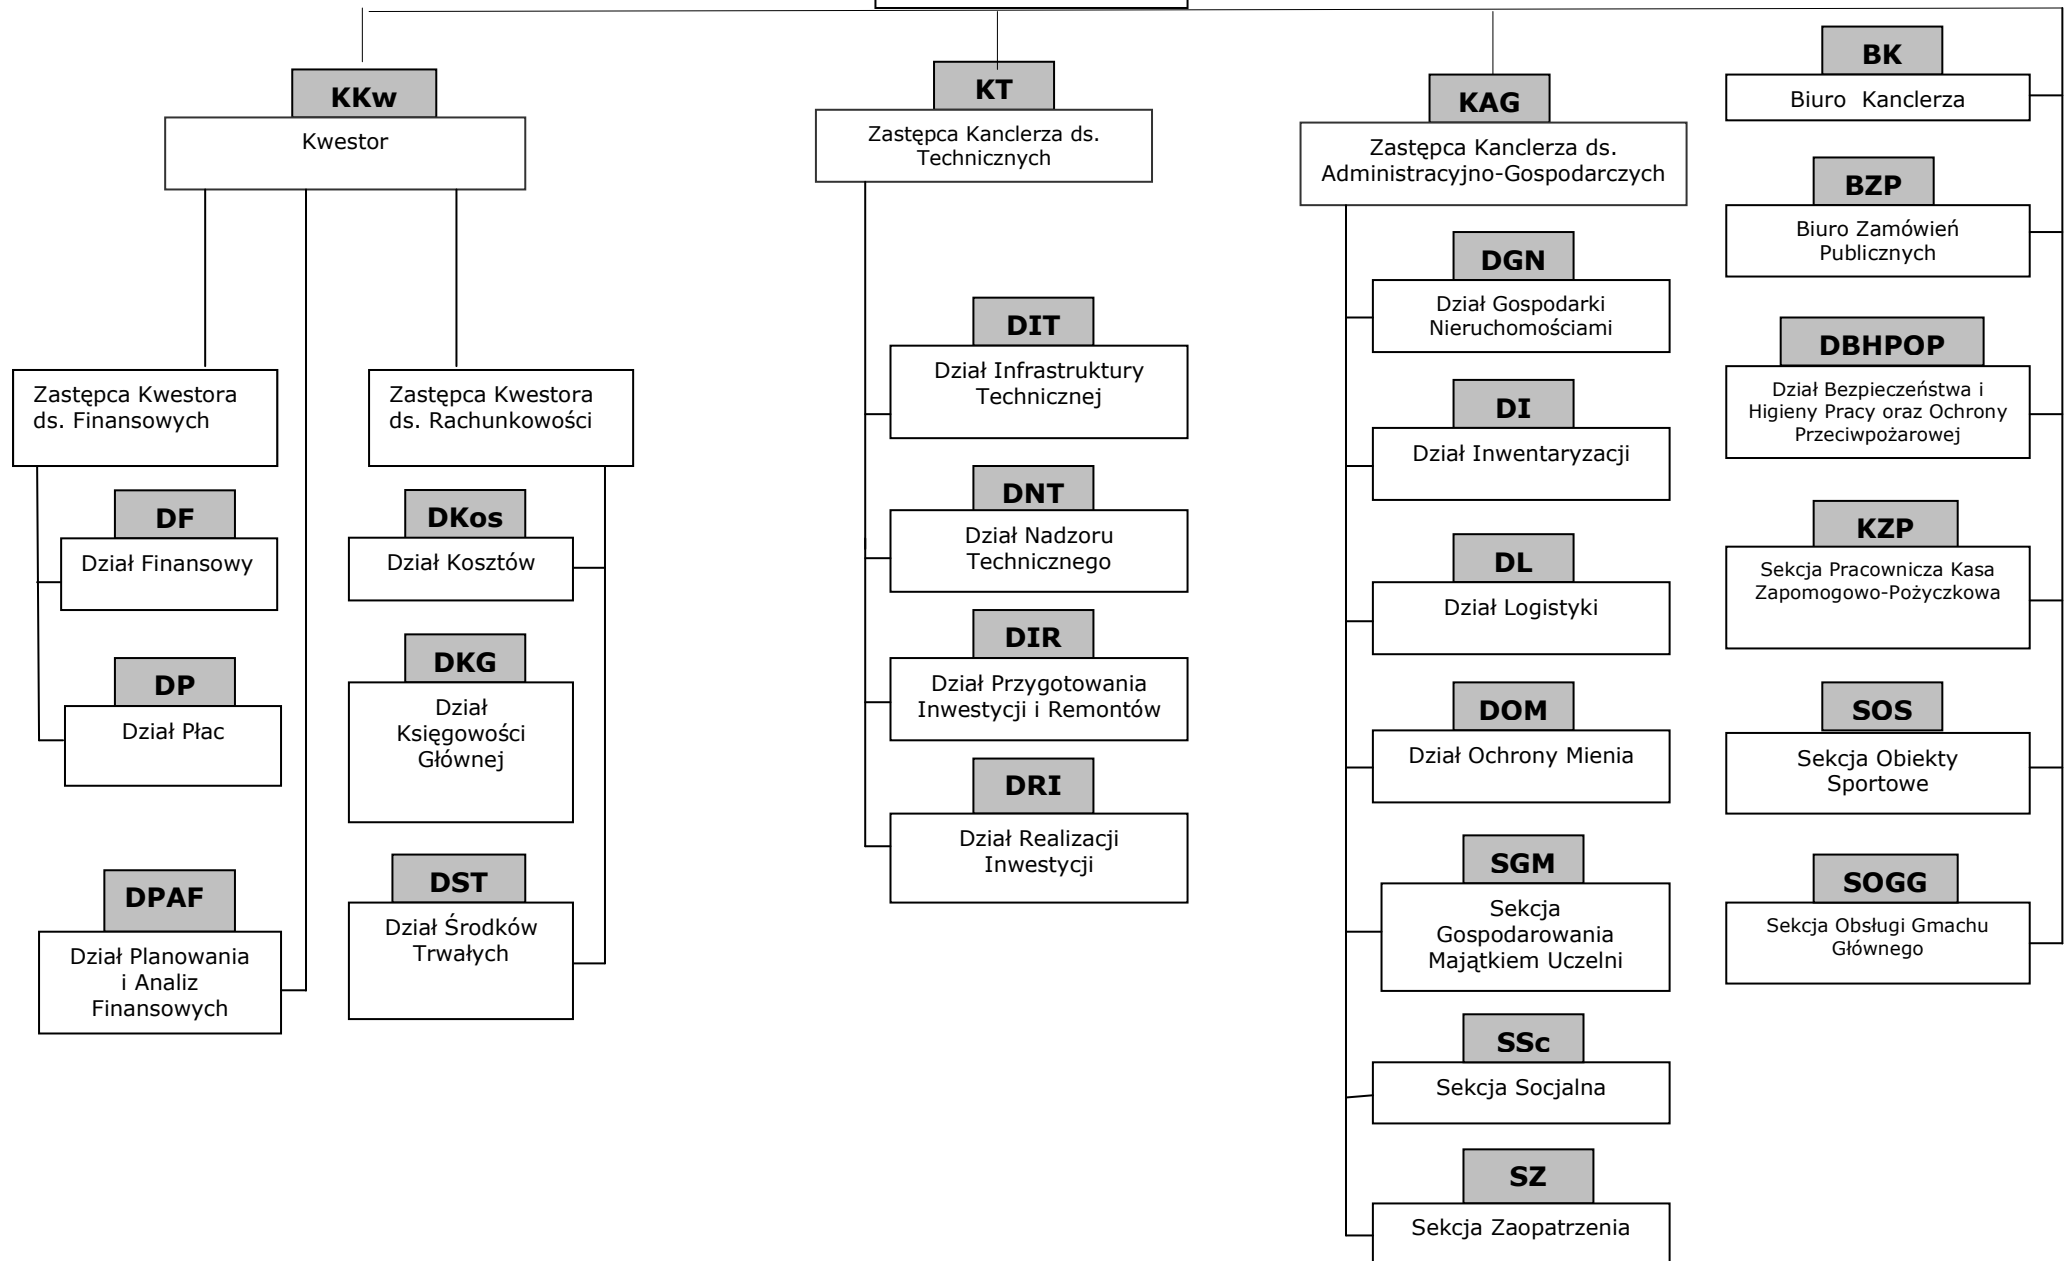 KKw
Kwestor
Zastępca Kwestora
ds. Finansowych
DF
Dział Finansowy
DP
Dział Płac
DPAF
Dział Planowania
i Analiz
Finansowych
Zastępca Kwestora
ds. Rachunkowości
DKos
Dział Kosztów
DKG
Dział
Księgowości
Głównej
DST
Dział Środków
Trwałych
KT
Zastępca Kanclerza ds.
Technicznych
DIT
Dział Infrastruktury
Technicznej
DNT
Dział Nadzoru
Technicznego
DIR
Dział Przygotowania
Inwestycji i Remontów
DRI
Dział Realizacji
Inwestycji
KAG
Zastępca Kanclerza ds.
Administracyjno-Gospodarczych
DGN
Dział Gospodarki
Nieruchomościami
DI
Dział Inwentaryzacji
DL
Dział Logistyki
DOM
Dział Ochrony Mienia
SGM
Sekcja
Gospodarowania
Majątkiem Uczelni
SSc
Sekcja Socjalna
SZ
Sekcja Zaopatrzenia
BK
Biuro Kanclerza
BZP
Biuro Zamówień
Publicznych
DBHPOP
Dział Bezpieczeństwa i
Higieny Pracy oraz Ochrony
Przeciwpożarowej
KZP
Sekcja Pracownicza Kasa
Zapomogowo-Pożyczkowa
SOS
Sekcja Obiekty
Sportowe
SOGG
Sekcja Obsługi Gmachu
Głównego